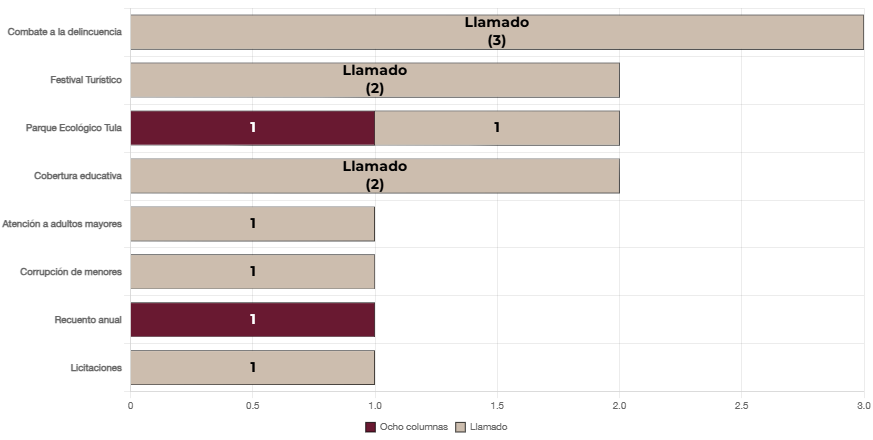 Llamado
Combate a la delincuencia
(3)
Llamado
Festival Turístico
(2)
Parque Ecológico Tula 1 1
Llamado
Cobertura educativa
(2)
Atención a adultos mayores 1
Corrupción de menores 1
Recuento anual 1
Licitaciones 1
0 0.5 1.0 1.5 2.0 2.5 3.0
Ocho columnas Llamado